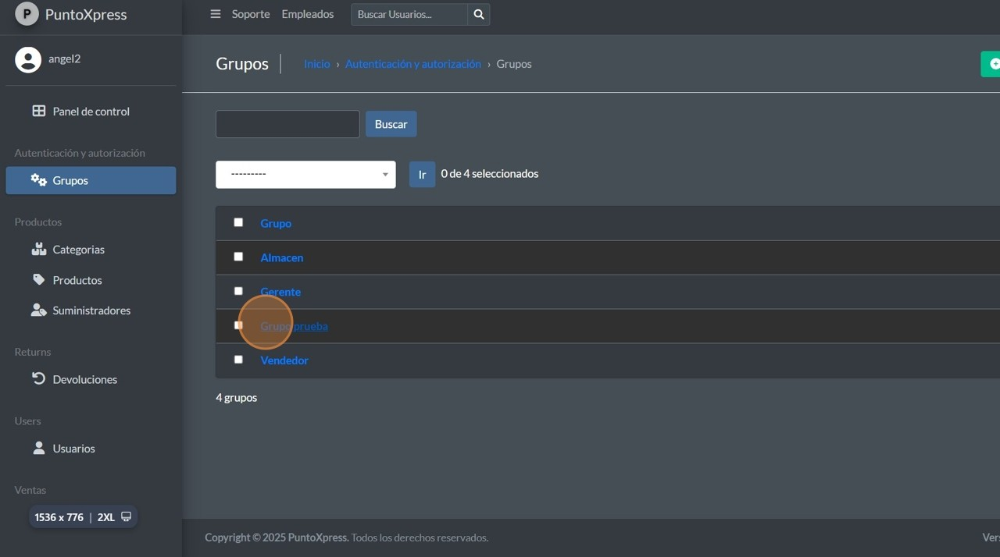 P PuntoXpress
Soporte
Empleados
Buscar Usuarios...
angel2
Grupos
Inicio › Autenticación y autorización › Grupos
Panel de control
Buscar
Autenticación y autorización
---------
Ir
0 de 4 seleccionados
Grupos
Productos
Grupo
Categorias
Almacen
Productos
Gerente
Suministradores
Grupo prueba
Returns
Vendedor
Devoluciones
4 grupos
Users
Usuarios
Ventas
1536 x 776 | 2XL
Copyright © 2025 PuntoXpress. Todos los derechos reservados.